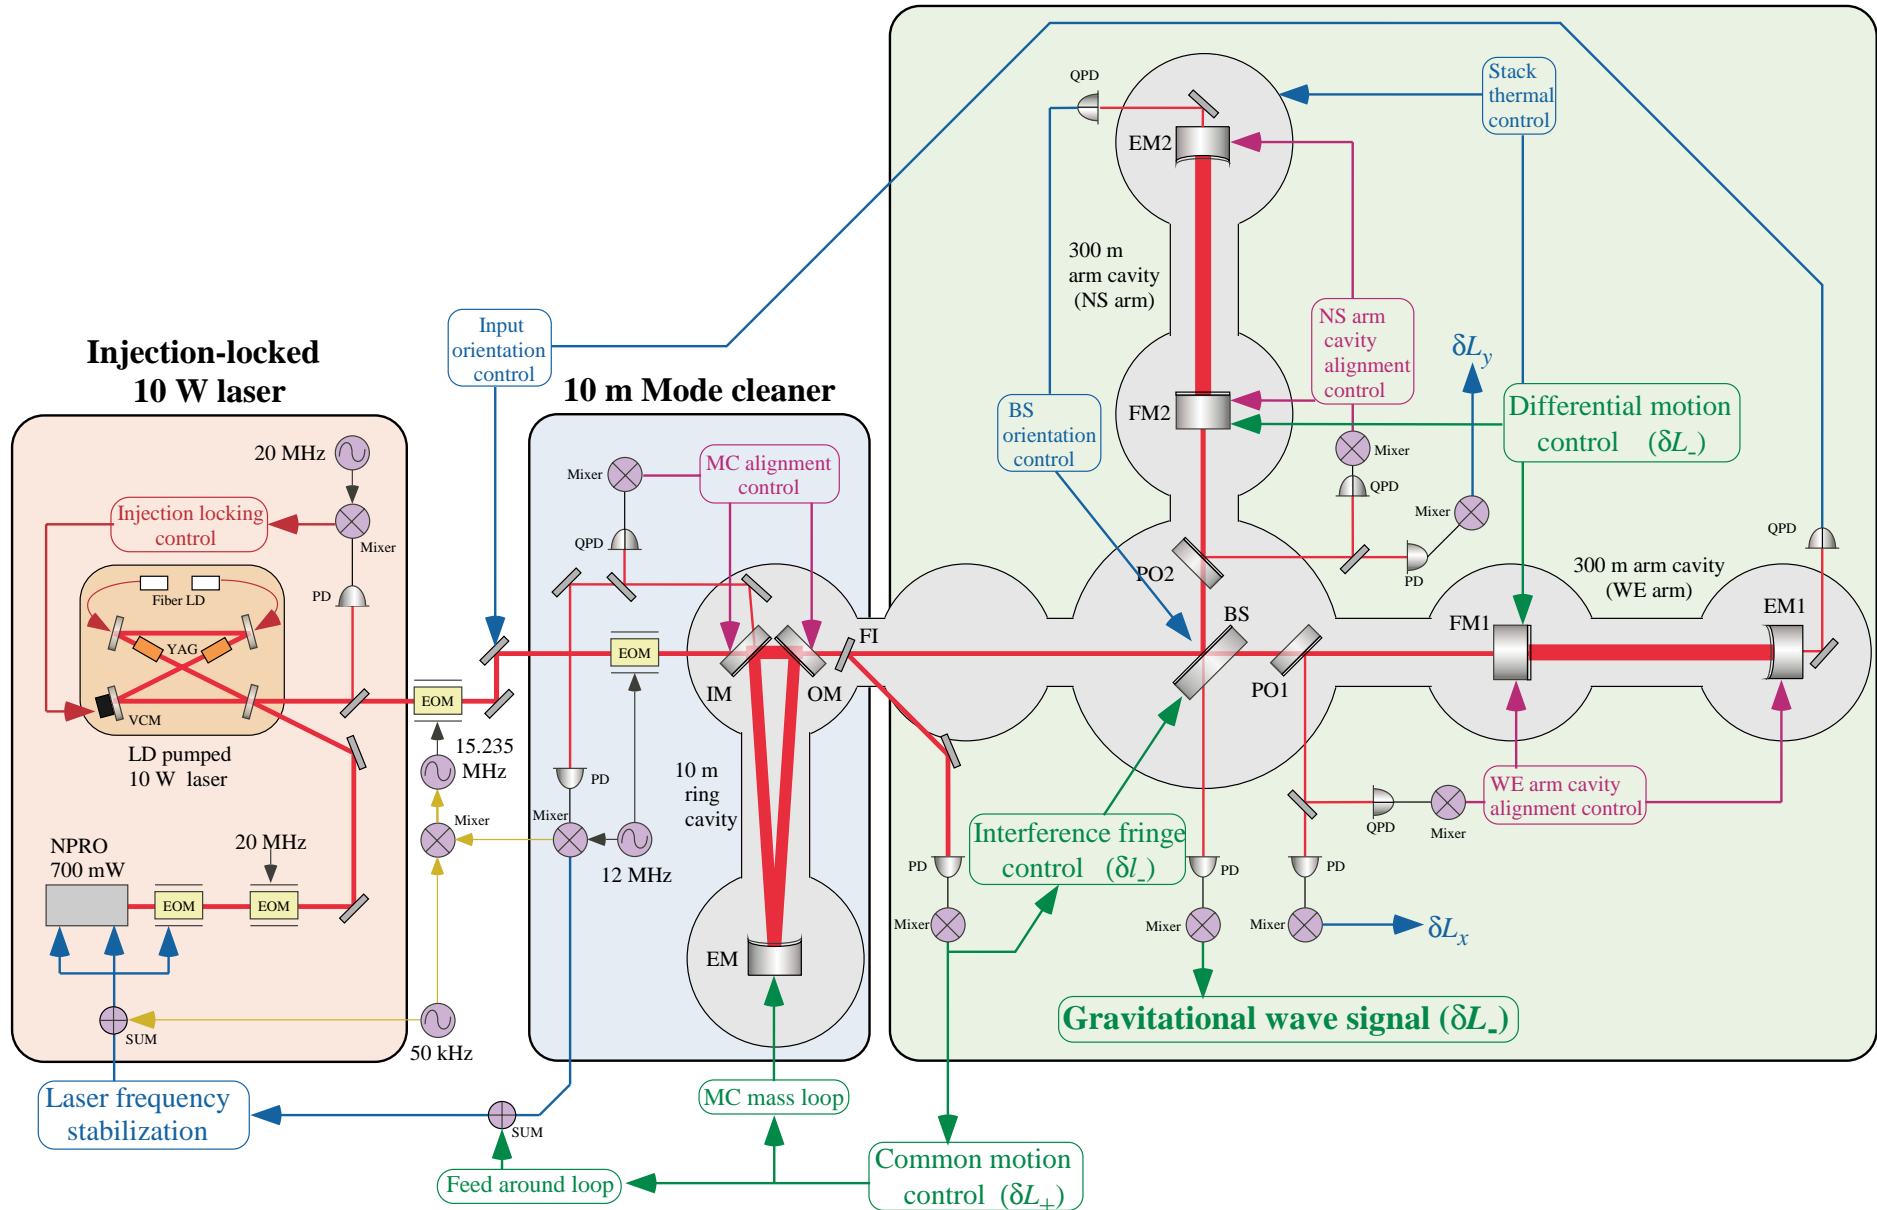 Injection-locked
10 W laser
20 MHz
Injection locking
control
Mixer
PD
Fiber LD
YAG
VCM
LD pumped
10 W laser
NPRO
700 mW
20 MHz
EOM
EOM
SUM
50 kHz
Laser frequency
stabilization
EOM
15.235
MHz
Mixer
Input
orientation
control
10 m Mode cleaner
Mixer
MC alignment
control
QPD
EOM
IM
OM
FI
PD
Mixer
12 MHz
10 m
ring
cavity
EM
MC mass loop
SUM
Feed around loop
Common motion
control (δL+)
QPD
EM2
Stack
thermal
control
300 m
arm cavity
(NS arm)
NS arm
cavity
alignment
control
δLy
BS
orientation
control
FM2
Differential motion
control (δL-)
Mixer
QPD
Mixer
PD
QPD
PO2
BS
PO1
300 m arm cavity
(WE arm)
FM1
EM1
WE arm cavity
alignment control
QPD
Mixer
Interference fringe
control (δl-)
PD
Mixer
PD
Mixer
PD
Mixer
δLx
Gravitational wave signal (δL-)